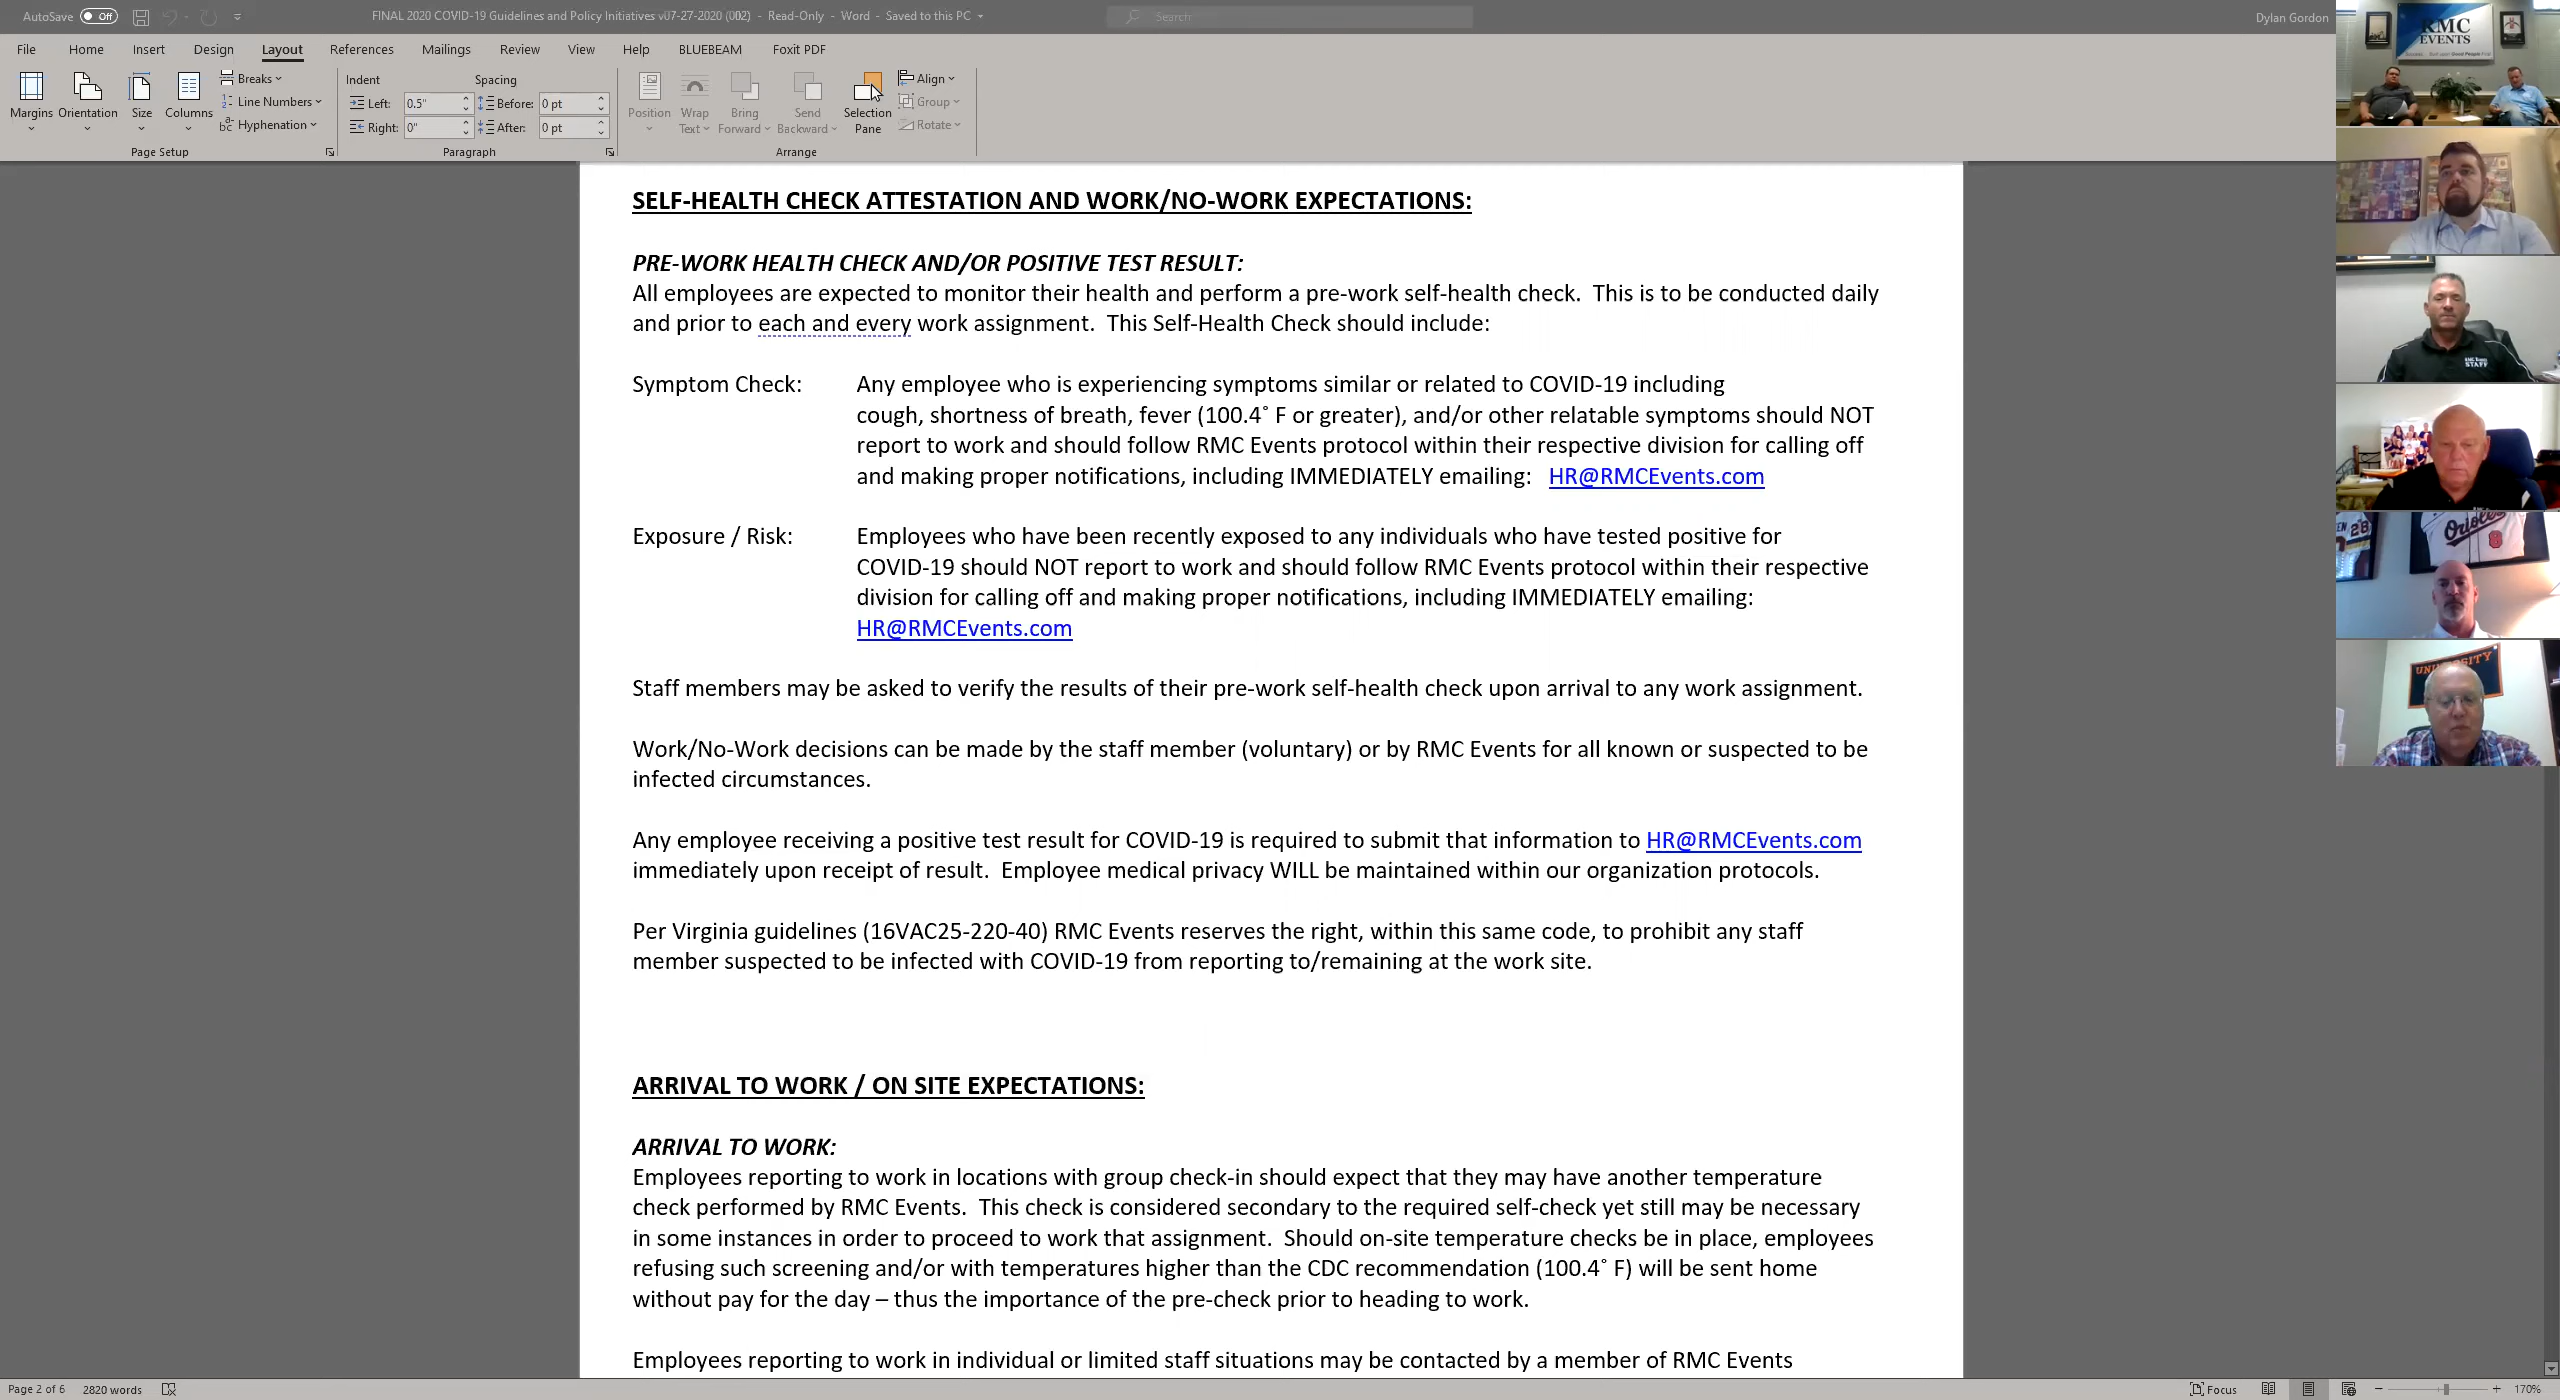 AutoSave Off
FINAL 2020 COVID-19 Guidelines and Policy Initiatives v07-27-2020 (002) - Read-Only - Word - Saved to this PC
Search
Dylan Gordon
File Home Insert Design Layout References Mailings Review View Help BLUEBEAM Foxit PDF
Margins
Orientation
Size
Columns
Breaks
Line Numbers
Hyphenation
Page Setup
Indent
Left: 0.5"
Right: 0"
Spacing
Before: 0 pt
After: 0 pt
Paragraph
Position
Wrap
Text
Bring
Forward
Send
Backward
Selection
Pane
Align
Group
Rotate
Arrange
SELF-HEALTH CHECK ATTESTATION AND WORK/NO-WORK EXPECTATIONS:
PRE-WORK HEALTH CHECK AND/OR POSITIVE TEST RESULT:
All employees are expected to monitor their health and perform a pre-work self-health check. This is to be conducted daily
and prior to each and every work assignment. This Self-Health Check should include:
Symptom Check: Any employee who is experiencing symptoms similar or related to COVID-19 including
cough, shortness of breath, fever (100.4˚ F or greater), and/or other relatable symptoms should NOT
report to work and should follow RMC Events protocol within their respective division for calling off
and making proper notifications, including IMMEDIATELY emailing: HR@RMCEvents.com
Exposure / Risk: Employees who have been recently exposed to any individuals who have tested positive for
COVID-19 should NOT report to work and should follow RMC Events protocol within their respective
division for calling off and making proper notifications, including IMMEDIATELY emailing:
HR@RMCEvents.com
Staff members may be asked to verify the results of their pre-work self-health check upon arrival to any work assignment.
Work/No-Work decisions can be made by the staff member (voluntary) or by RMC Events for all known or suspected to be
infected circumstances.
Any employee receiving a positive test result for COVID-19 is required to submit that information to HR@RMCEvents.com
immediately upon receipt of result. Employee medical privacy WILL be maintained within our organization protocols.
Per Virginia guidelines (16VAC25-220-40) RMC Events reserves the right, within this same code, to prohibit any staff
member suspected to be infected with COVID-19 from reporting to/remaining at the work site.
ARRIVAL TO WORK / ON SITE EXPECTATIONS:
ARRIVAL TO WORK:
Employees reporting to work in locations with group check-in should expect that they may have another temperature
check performed by RMC Events. This check is considered secondary to the required self-check yet still may be necessary
in some instances in order to proceed to work that assignment. Should on-site temperature checks be in place, employees
refusing such screening and/or with temperatures higher than the CDC recommendation (100.4˚ F) will be sent home
without pay for the day – thus the importance of the pre-check prior to heading to work.
Employees reporting to work in individual or limited staff situations may be contacted by a member of RMC Events
Page 2 of 6 2820 words
Focus
170%
RMC
EVENTS
STAFF
28
Orioles
8
UNIVERSITY